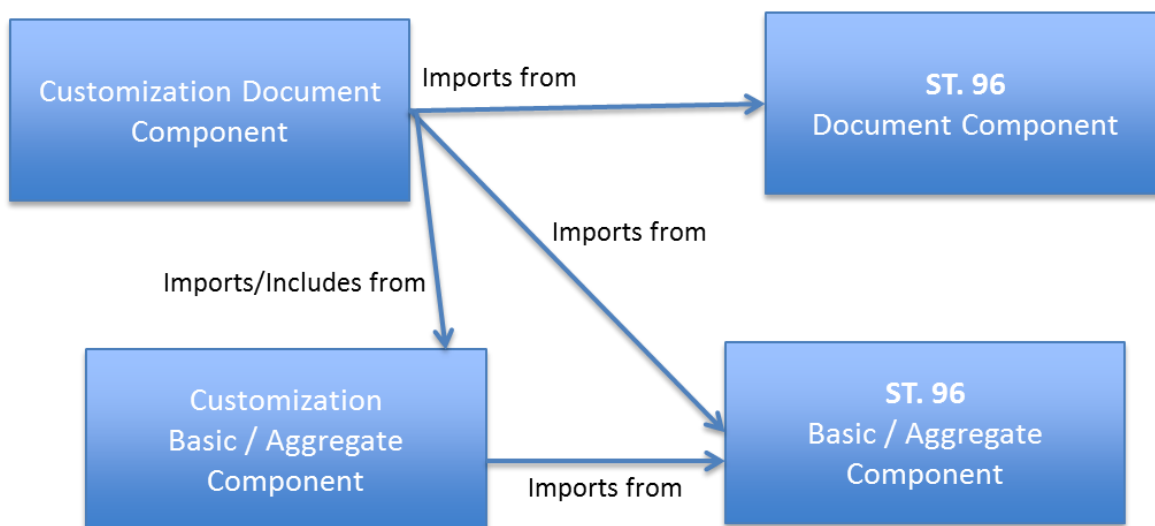 Customization Document
Component
Imports from
ST. 96
Document Component
Imports from
Imports/Includes from
Customization
Basic / Aggregate
Component
Imports from
ST. 96
Basic / Aggregate
Component